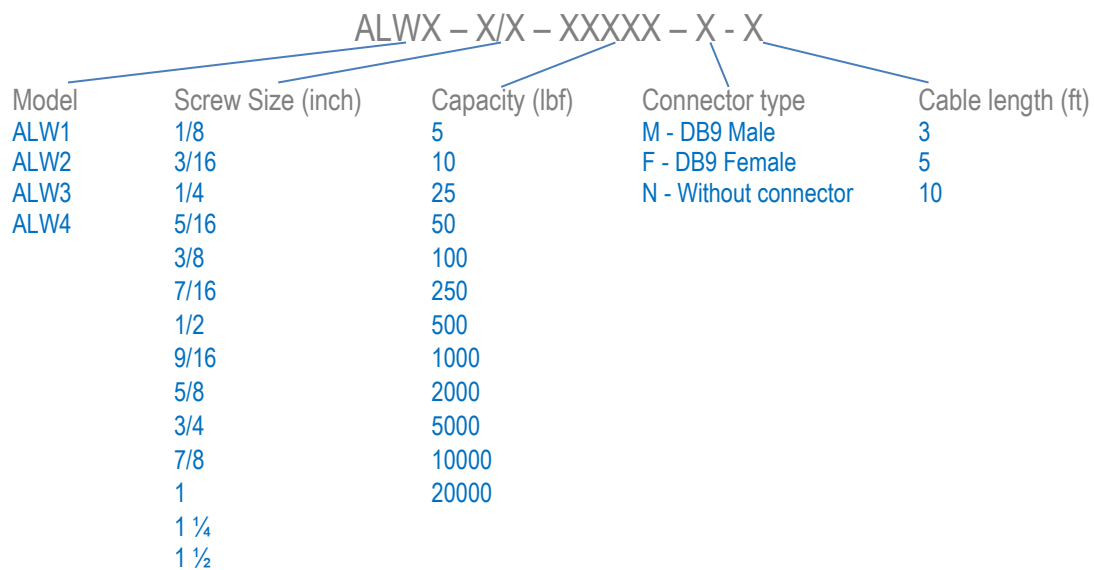 ALWX – X/X – XXXXX – X - X
Model Screw Size (inch) Capacity (lbf) Connector type Cable length (ft)
ALW1 1/8 5 M - DB9 Male 3
ALW2 3/16 10 F - DB9 Female 5
ALW3 1/4 25 N - Without connector 10
ALW4 5/16 50
3/8 100
7/16 250
1/2 500
9/16 1000
5/8 2000
3/4 5000
7/8 10000
1 20000
1 ¼
1 ½